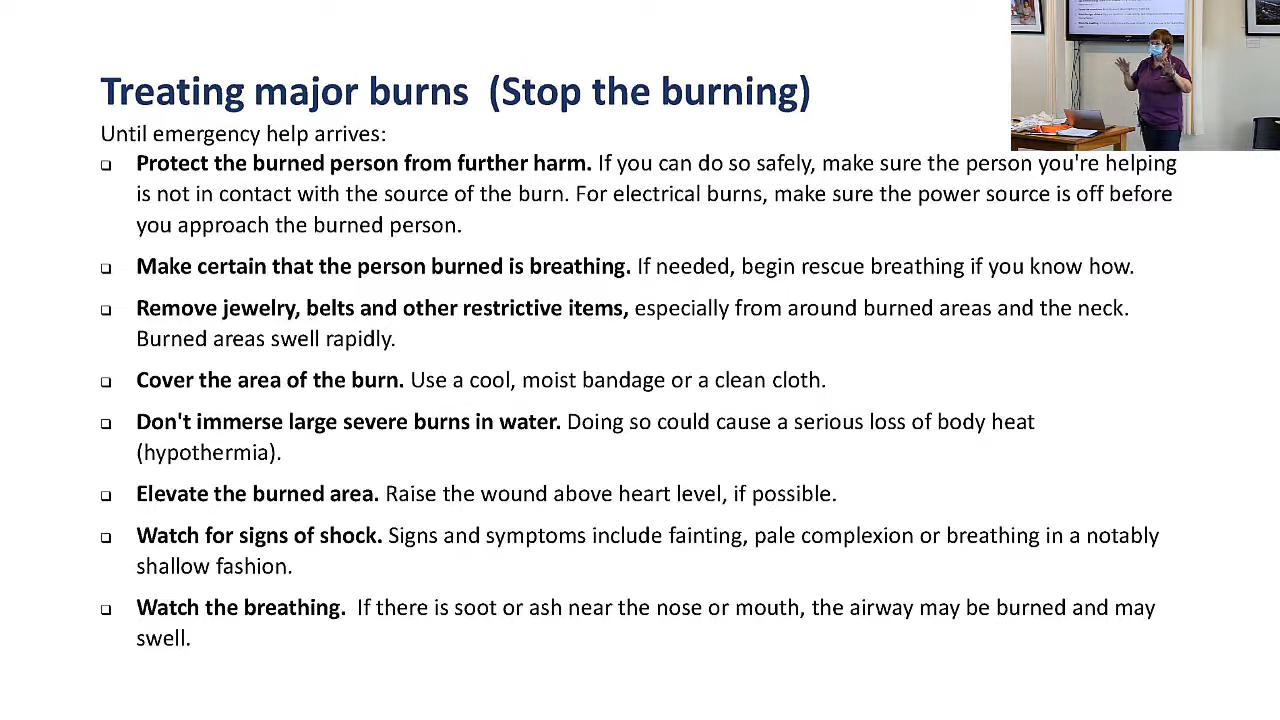 Treating major burns (Stop the burning)
Until emergency help arrives:
❑ Protect the burned person from further harm. If you can do so safely, make sure the person you're helping
is not in contact with the source of the burn. For electrical burns, make sure the power source is off before
you approach the burned person.
❑ Make certain that the person burned is breathing. If needed, begin rescue breathing if you know how.
❑ Remove jewelry, belts and other restrictive items, especially from around burned areas and the neck.
Burned areas swell rapidly.
❑ Cover the area of the burn. Use a cool, moist bandage or a clean cloth.
❑ Don't immerse large severe burns in water. Doing so could cause a serious loss of body heat
(hypothermia).
❑ Elevate the burned area. Raise the wound above heart level, if possible.
❑ Watch for signs of shock. Signs and symptoms include fainting, pale complexion or breathing in a notably
shallow fashion.
❑ Watch the breathing. If there is soot or ash near the nose or mouth, the airway may be burned and may
swell.